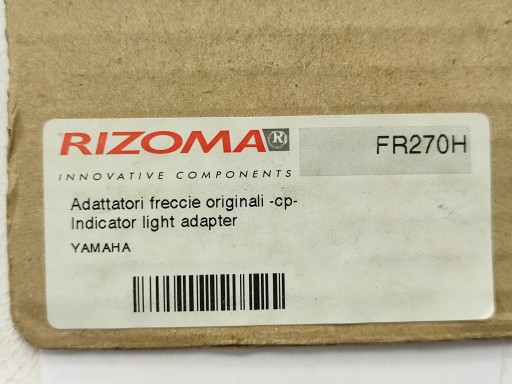 RIZOMA R
FR270H
INNOVATIVE COMPONENTS
Adattatori freccie originali -cp-
Indicator light adapter
YAMAHA